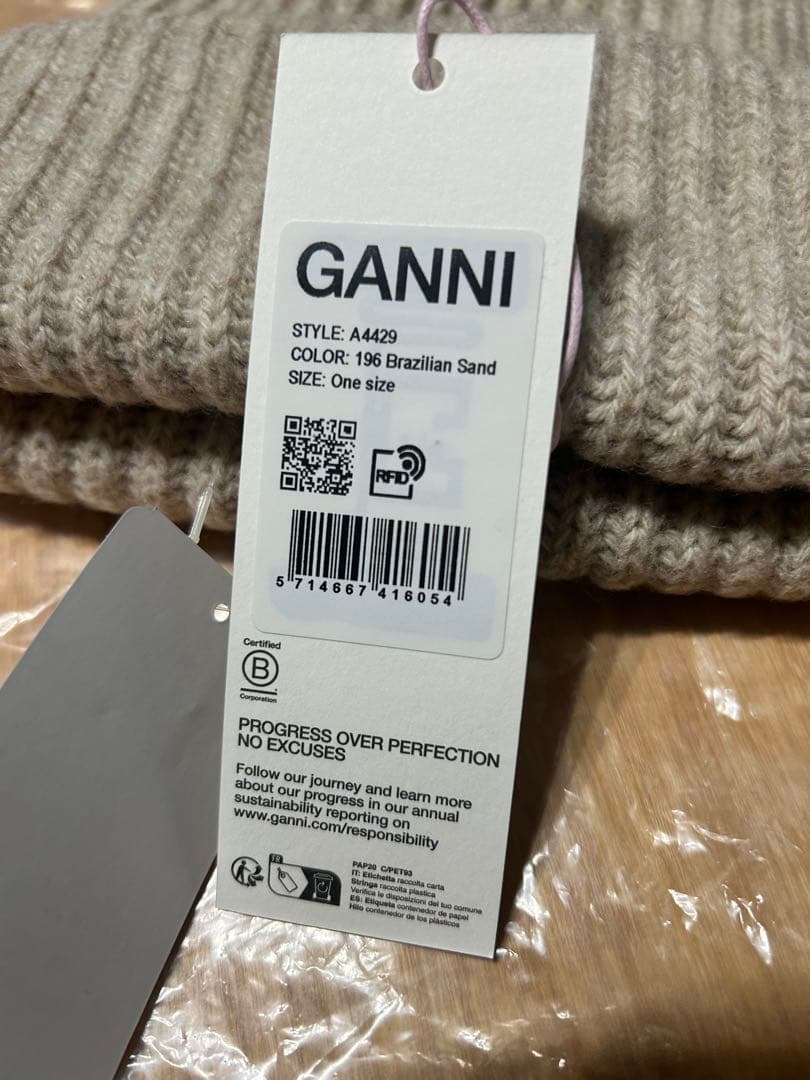 GANNI
STYLE: A4429
COLOR: 196 Brazilian Sand
SIZE: One size
RFID
5 714667 416054
Certified
B
Corporation
PROGRESS OVER PERFECTION
NO EXCUSES
Follow our journey and learn more
about our progress in our annual
sustainability reporting on
www.ganni.com/responsibility
PAP20 C/PET93
IT: Etichetta raccolta carta
Stringa raccolta plastica
Verifica le disposizioni del tuo comune
ES: Etiqueta contenedor de papel
Hilo contenedor de los plásticos